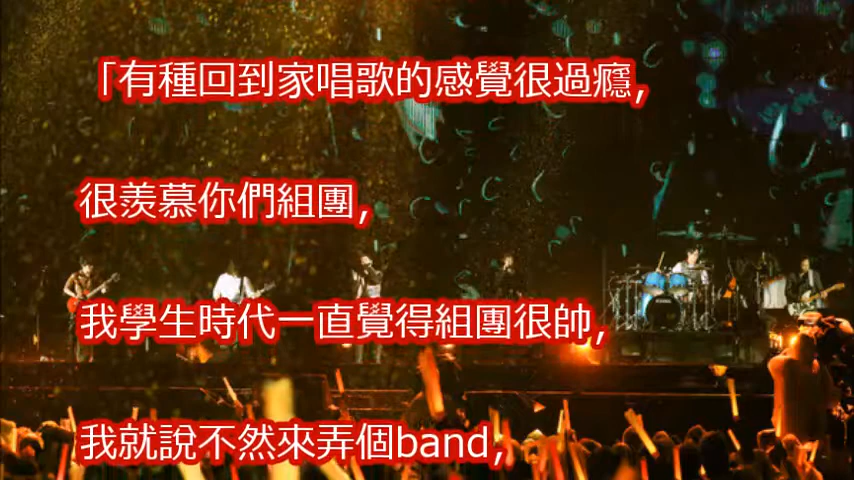 「有種回到家唱歌的感覺很過癮，
很羨慕你們組團，
我學生時代一直覺得組團很帥，
我就說不然來弄個band，